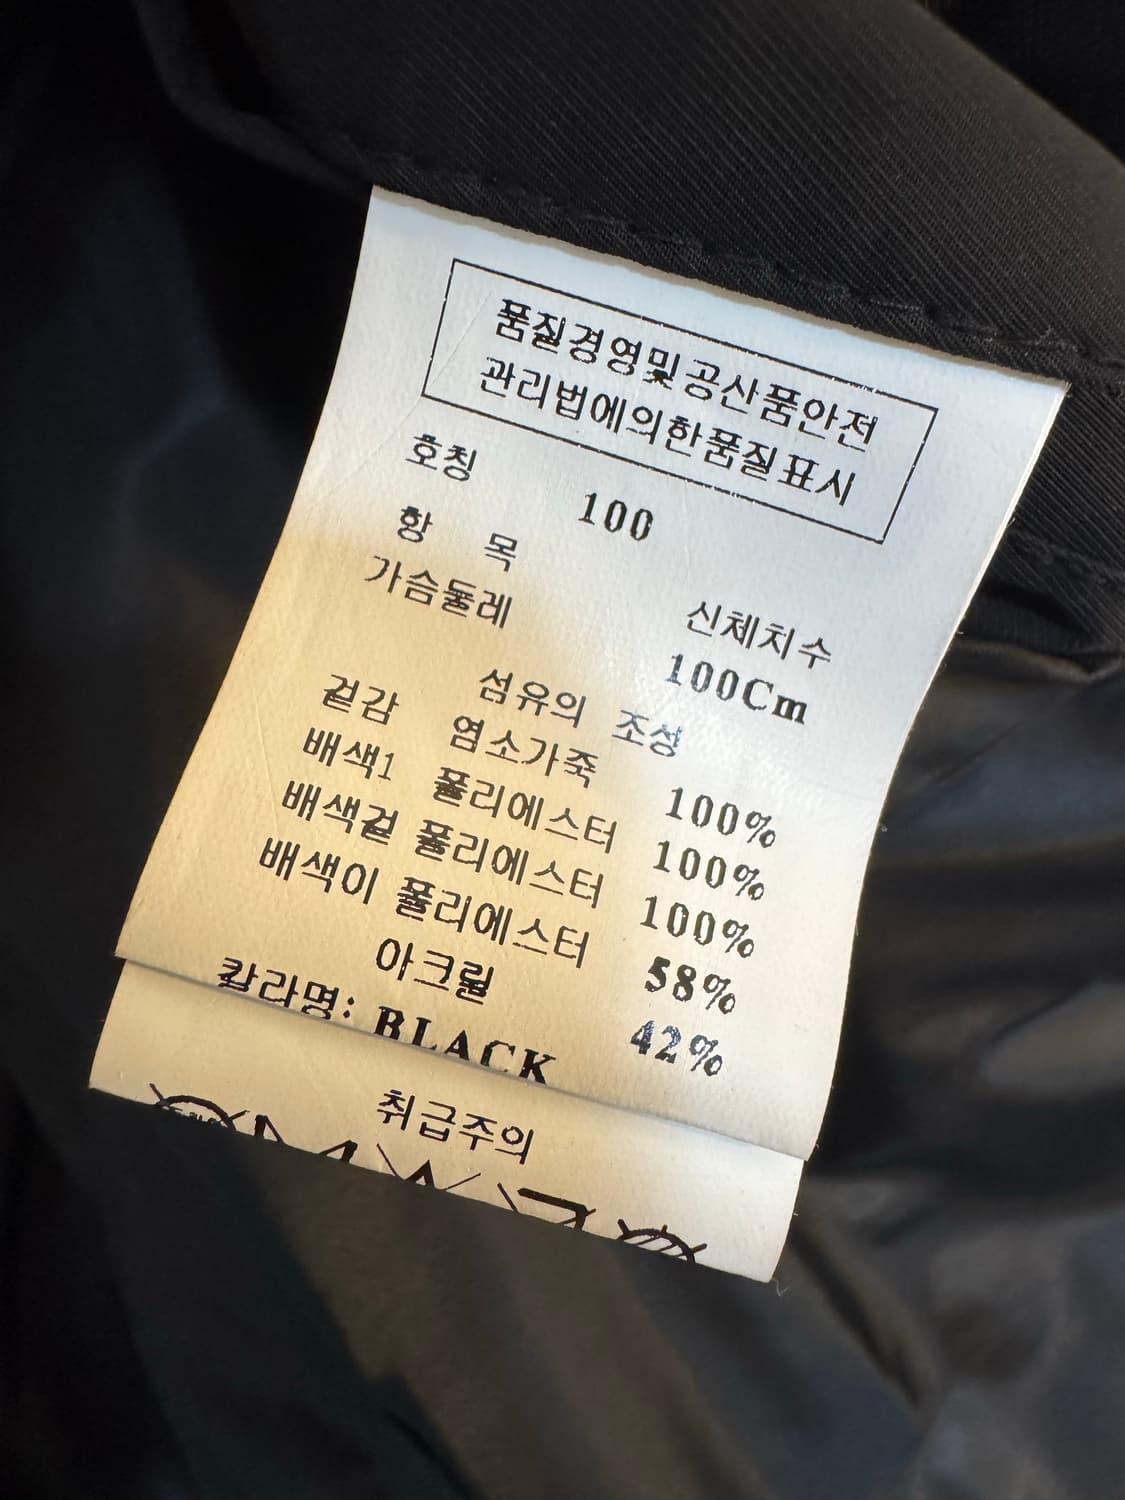 품질경영및공산품안전
관리법에의한품질표시
호칭 100
항 목 신체치수
가슴둘레 100Cm
섬유의 조성
겉감 염소가죽 100%
배색1 폴리에스터 100%
배색겉 폴리에스터 100%
배색이 폴리에스터 58%
아크릴 42%
칼라명: BLACK
취급주의